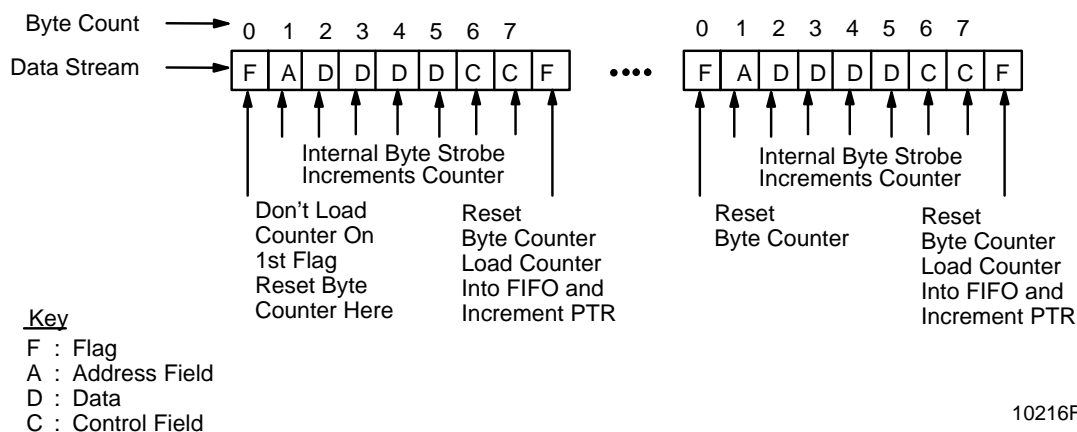 Byte Count 0 1 2 3 4 5 6 7 0 1 2 3 4 5 6 7
Data Stream F A D D D D C C F •••• F A D D D D C C F
Internal Byte Strobe
Increments Counter
Internal Byte Strobe
Increments Counter
Don’t Load
Counter On
1st Flag
Reset Byte
Counter Here
Reset
Byte Counter
Load Counter
Into FIFO and
Increment PTR
Reset
Byte Counter
Reset
Byte Counter
Load Counter
Into FIFO and
Increment PTR
Key
F : Flag
A : Address Field
D : Data
C : Control Field
10216F